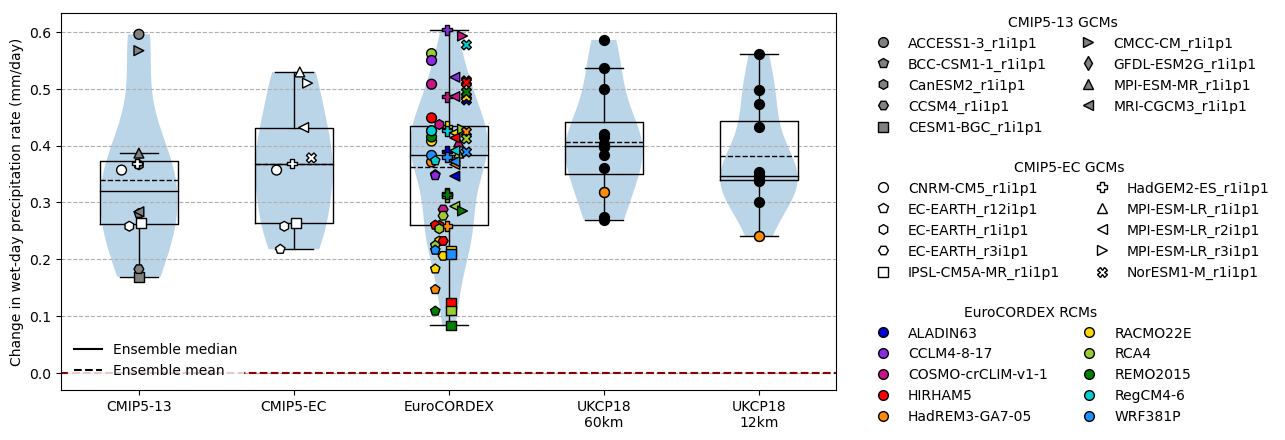 Change in wet-day precipitation rate (mm/day)
0.6
0.5
0.4
0.3
0.2
0.1
0.0
Ensemble median
Ensemble mean
CMIP5-13
CMIP5-EC
EuroCORDEX
UKCP18
60km
UKCP18
12km
CMIP5-13 GCMs
ACCESS1-3_r1i1p1
BCC-CSM1-1_r1i1p1
CanESM2_r1i1p1
CCSM4_r1i1p1
CESM1-BGC_r1i1p1
CMCC-CM_r1i1p1
GFDL-ESM2G_r1i1p1
MPI-ESM-MR_r1i1p1
MRI-CGCM3_r1i1p1
CMIP5-EC GCMs
CNRM-CM5_r1i1p1
EC-EARTH_r12i1p1
EC-EARTH_r1i1p1
EC-EARTH_r3i1p1
IPSL-CM5A-MR_r1i1p1
HadGEM2-ES_r1i1p1
MPI-ESM-LR_r1i1p1
MPI-ESM-LR_r2i1p1
MPI-ESM-LR_r3i1p1
NorESM1-M_r1i1p1
EuroCORDEX RCMs
ALADIN63
CCLM4-8-17
COSMO-crCLIM-v1-1
HIRHAM5
HadREM3-GA7-05
RACMO22E
RCA4
REMO2015
RegCM4-6
WRF381P